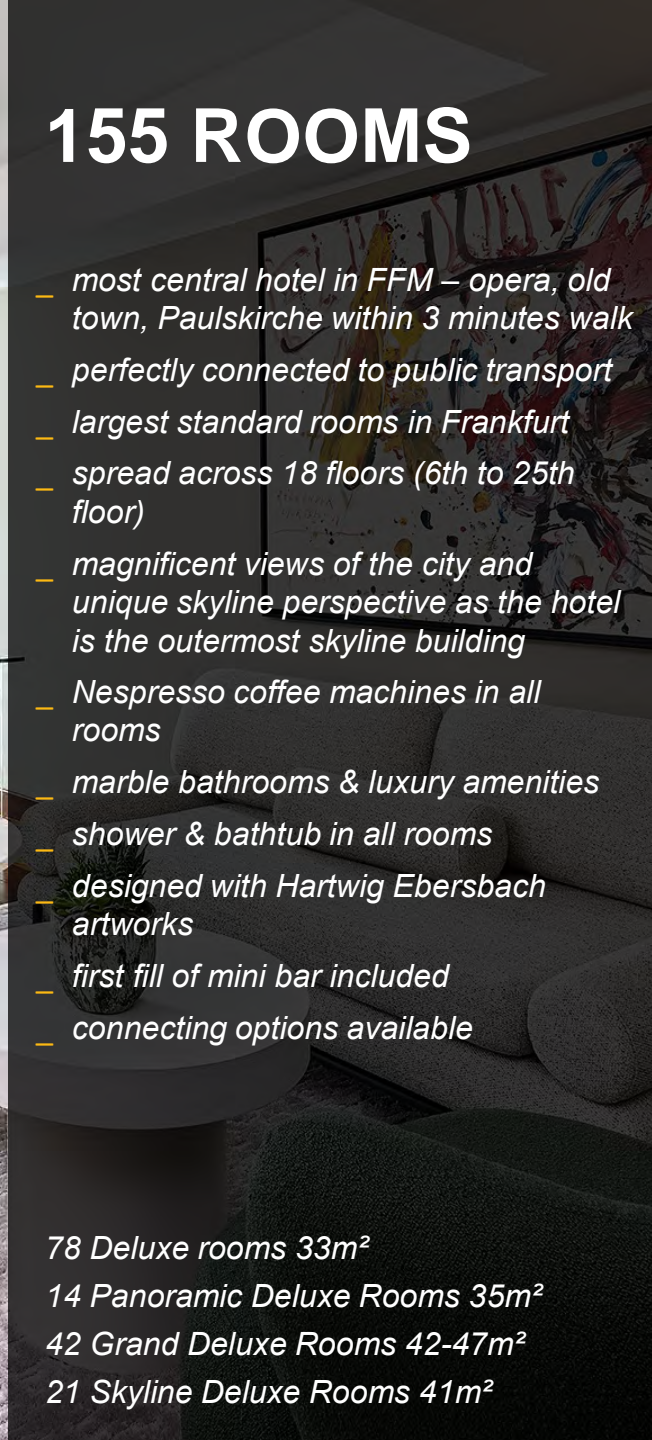 155 ROOMS
_ most central hotel in FFM – opera, old
town, Paulskirche within 3 minutes walk
_ perfectly connected to public transport
_ largest standard rooms in Frankfurt
_ spread across 18 floors (6th to 25th
floor)
_ magnificent views of the city and
unique skyline perspective as the hotel
is the outermost skyline building
_ Nespresso coffee machines in all
rooms
_ marble bathrooms & luxury amenities
_ shower & bathtub in all rooms
_ designed with Hartwig Ebersbach
artworks
_ first fill of mini bar included
_ connecting options available
78 Deluxe rooms 33m²
14 Panoramic Deluxe Rooms 35m²
42 Grand Deluxe Rooms 42-47m²
21 Skyline Deluxe Rooms 41m²